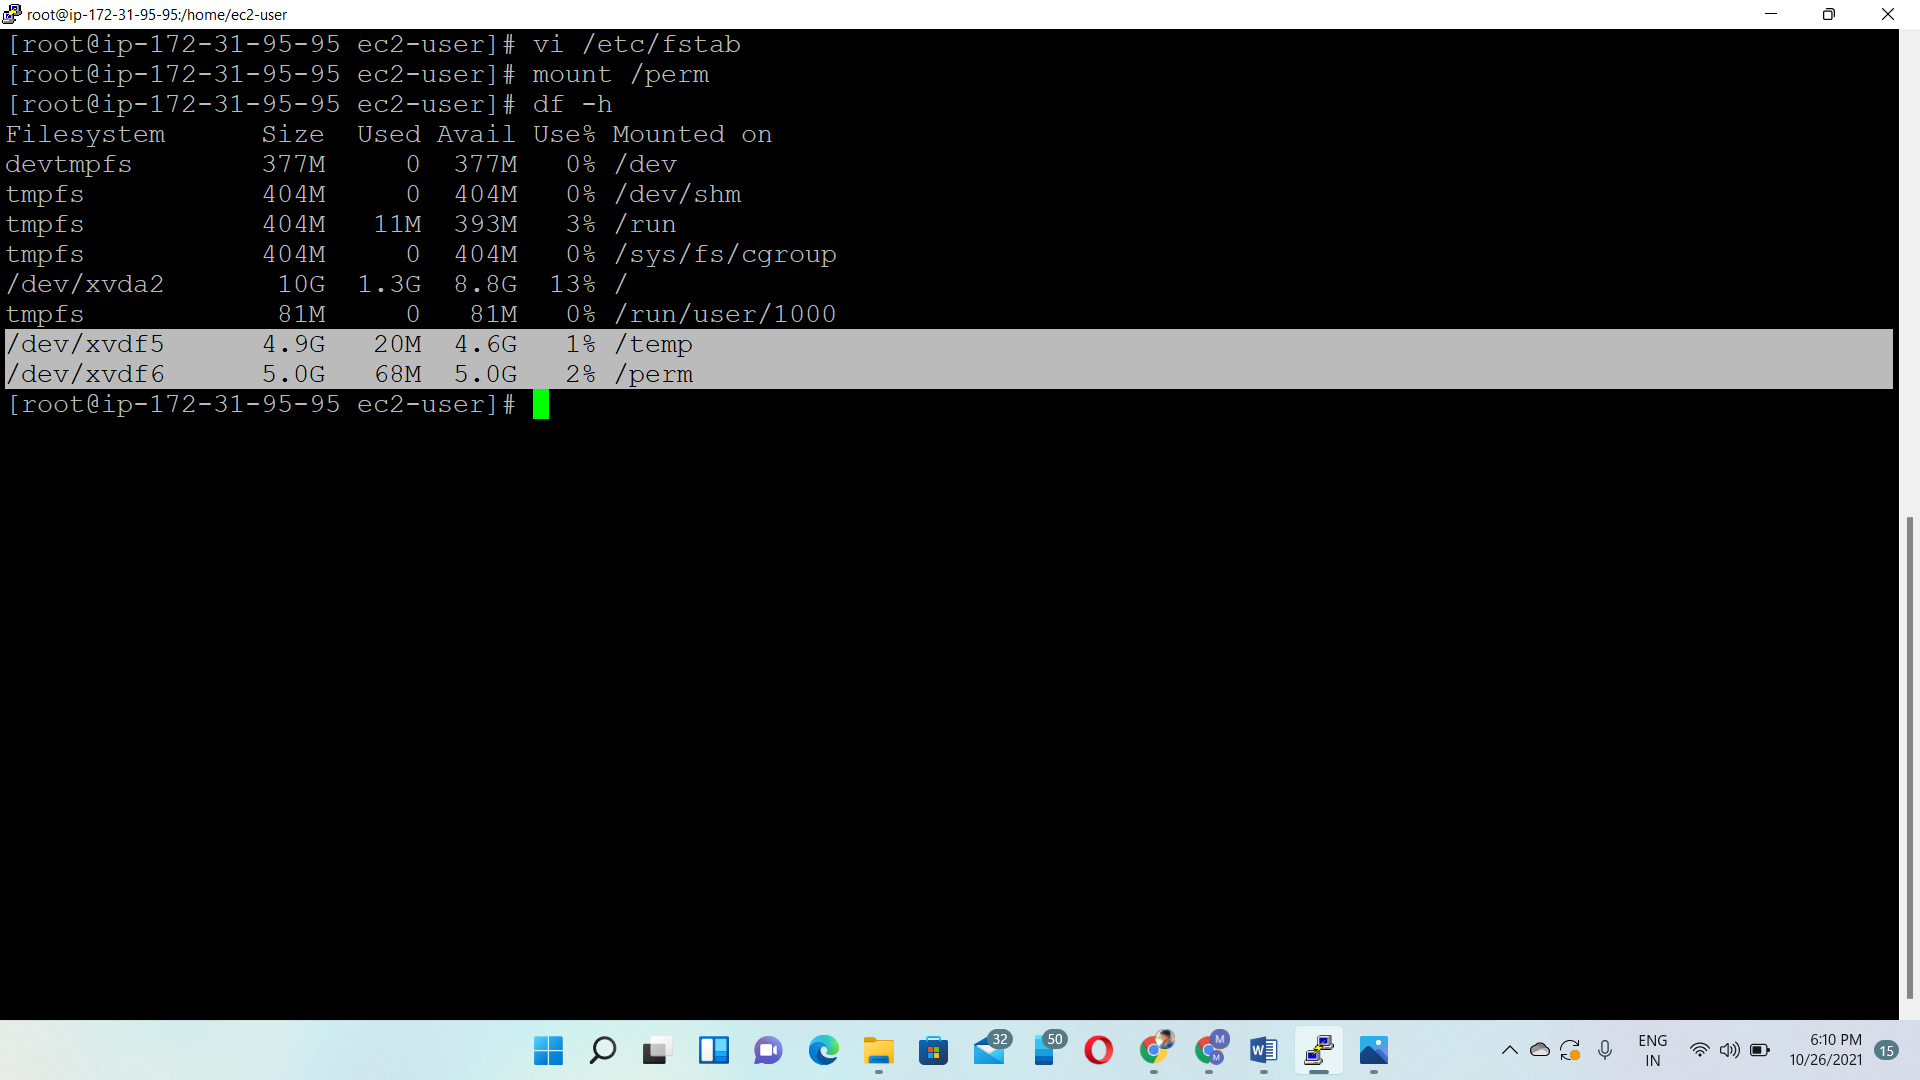 root@ip-172-31-95-95:/home/ec2-user
[root@ip-172-31-95-95 ec2-user]# vi /etc/fstab
[root@ip-172-31-95-95 ec2-user]# mount /perm
[root@ip-172-31-95-95 ec2-user]# df -h
Filesystem      Size  Used Avail Use% Mounted on
devtmpfs        377M     0  377M   0% /dev
tmpfs           404M     0  404M   0% /dev/shm
tmpfs           404M   11M  393M   3% /run
tmpfs           404M     0  404M   0% /sys/fs/cgroup
/dev/xvda2       10G  1.3G  8.8G  13% /
tmpfs            81M     0   81M   0% /run/user/1000
/dev/xvdf5      4.9G   20M  4.6G   1% /temp
/dev/xvdf6      5.0G   68M  5.0G   2% /perm
[root@ip-172-31-95-95 ec2-user]#
32
50
M
M
W
ENG
IN
6:10 PM
10/26/2021
15